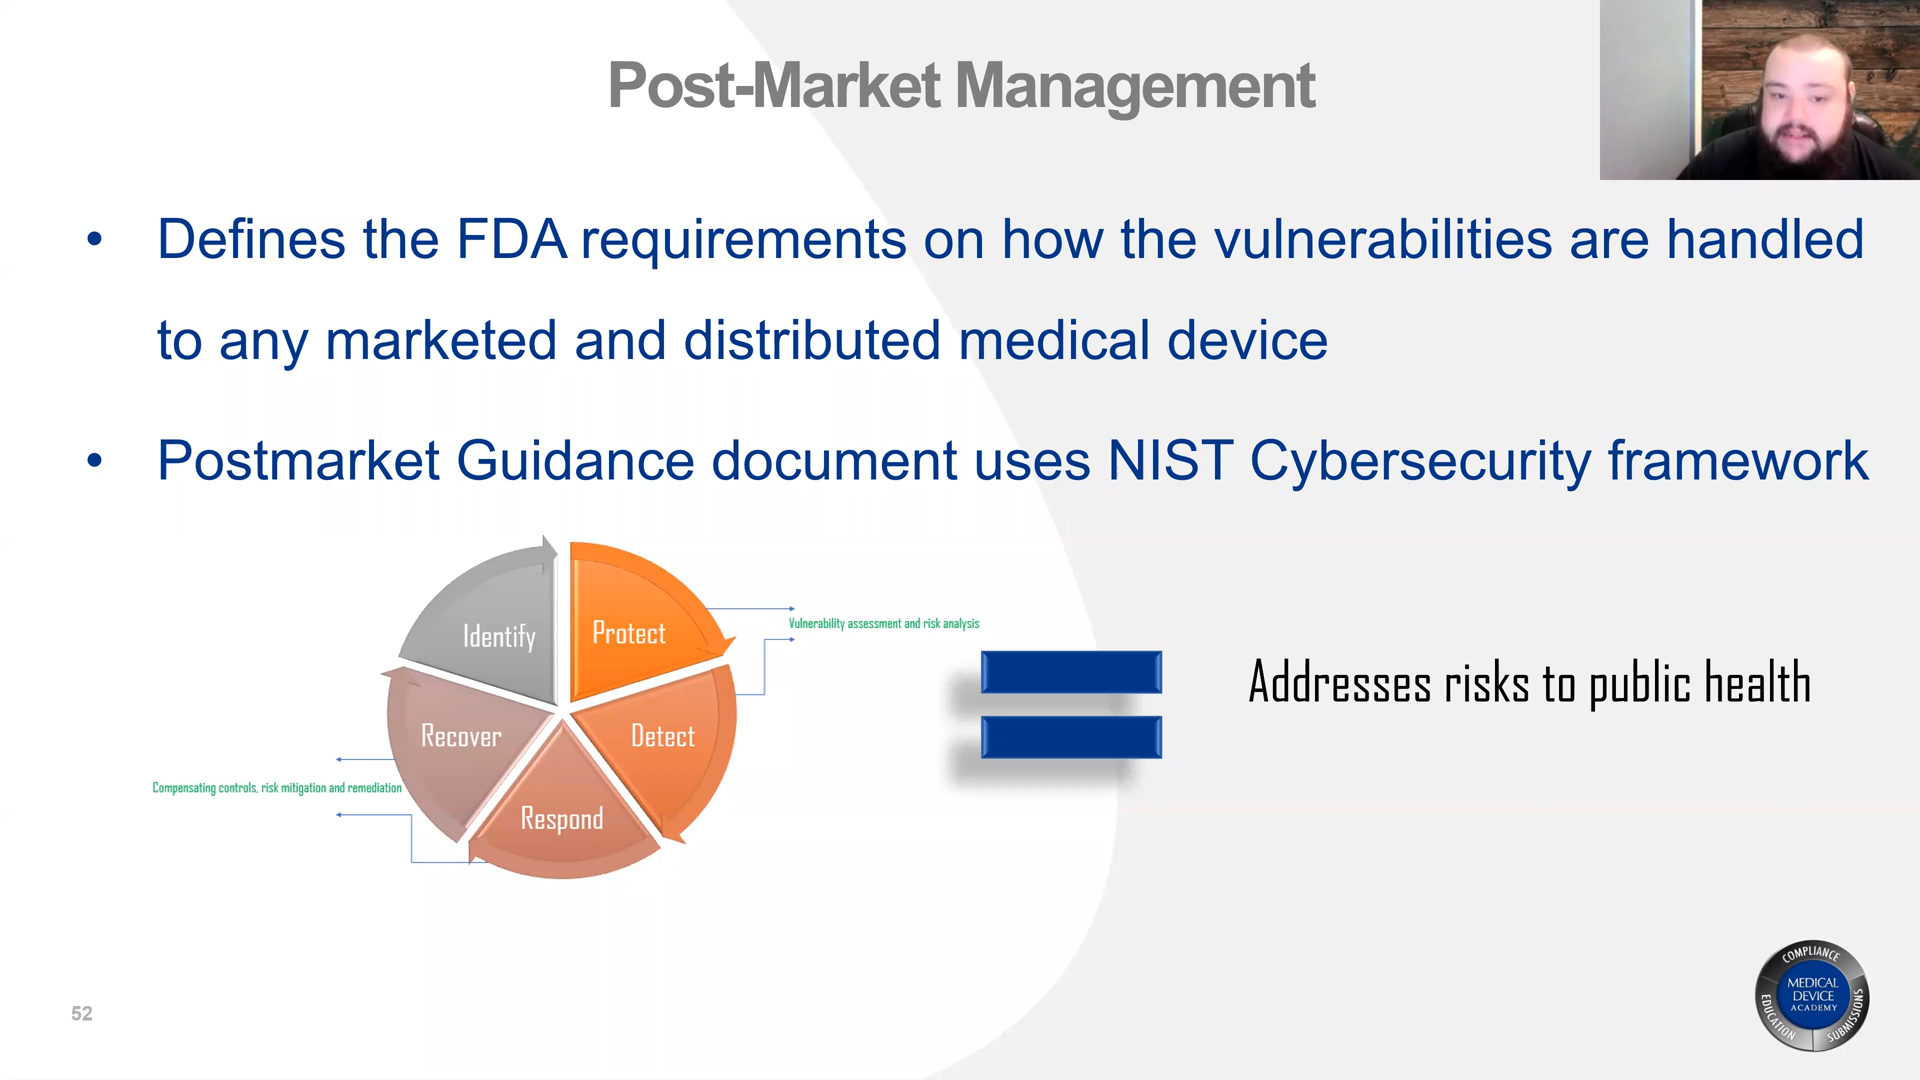 Post-Market Management
• Defines the FDA requirements on how the vulnerabilities are handled
to any marketed and distributed medical device
• Postmarket Guidance document uses NIST Cybersecurity framework
Identify
Protect
Vulnerability assessment and risk analysis
Addresses risks to public health
Recover
Detect
Compensating controls, risk mitigation and remediation
Respond
COMPLIANCE
MEDICAL
DEVICE
ACADEMY
EDUCATION
SUBMISSIONS
52